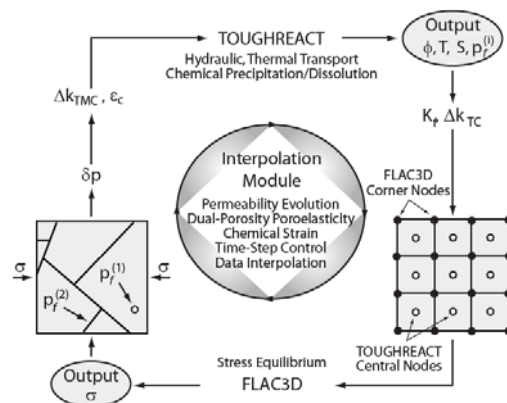 TOUGHREACT
Hydraulic, Thermal Transport
Chemical Precipitation/Dissolution
Output
ϕ, T, S, p_f^(i)
K_f, Δk_TC
FLAC3D
Corner Nodes
TOUGHREACT
Central Nodes
Stress Equilibrium
FLAC3D
Output
σ
σ
p_f^(1)
p_f^(2)
σ
δp
Δk_TMC , ε_c
Interpolation
Module
Permeability Evolution
Dual-Porosity Poroelasticity
Chemical Strain
Time-Step Control
Data Interpolation